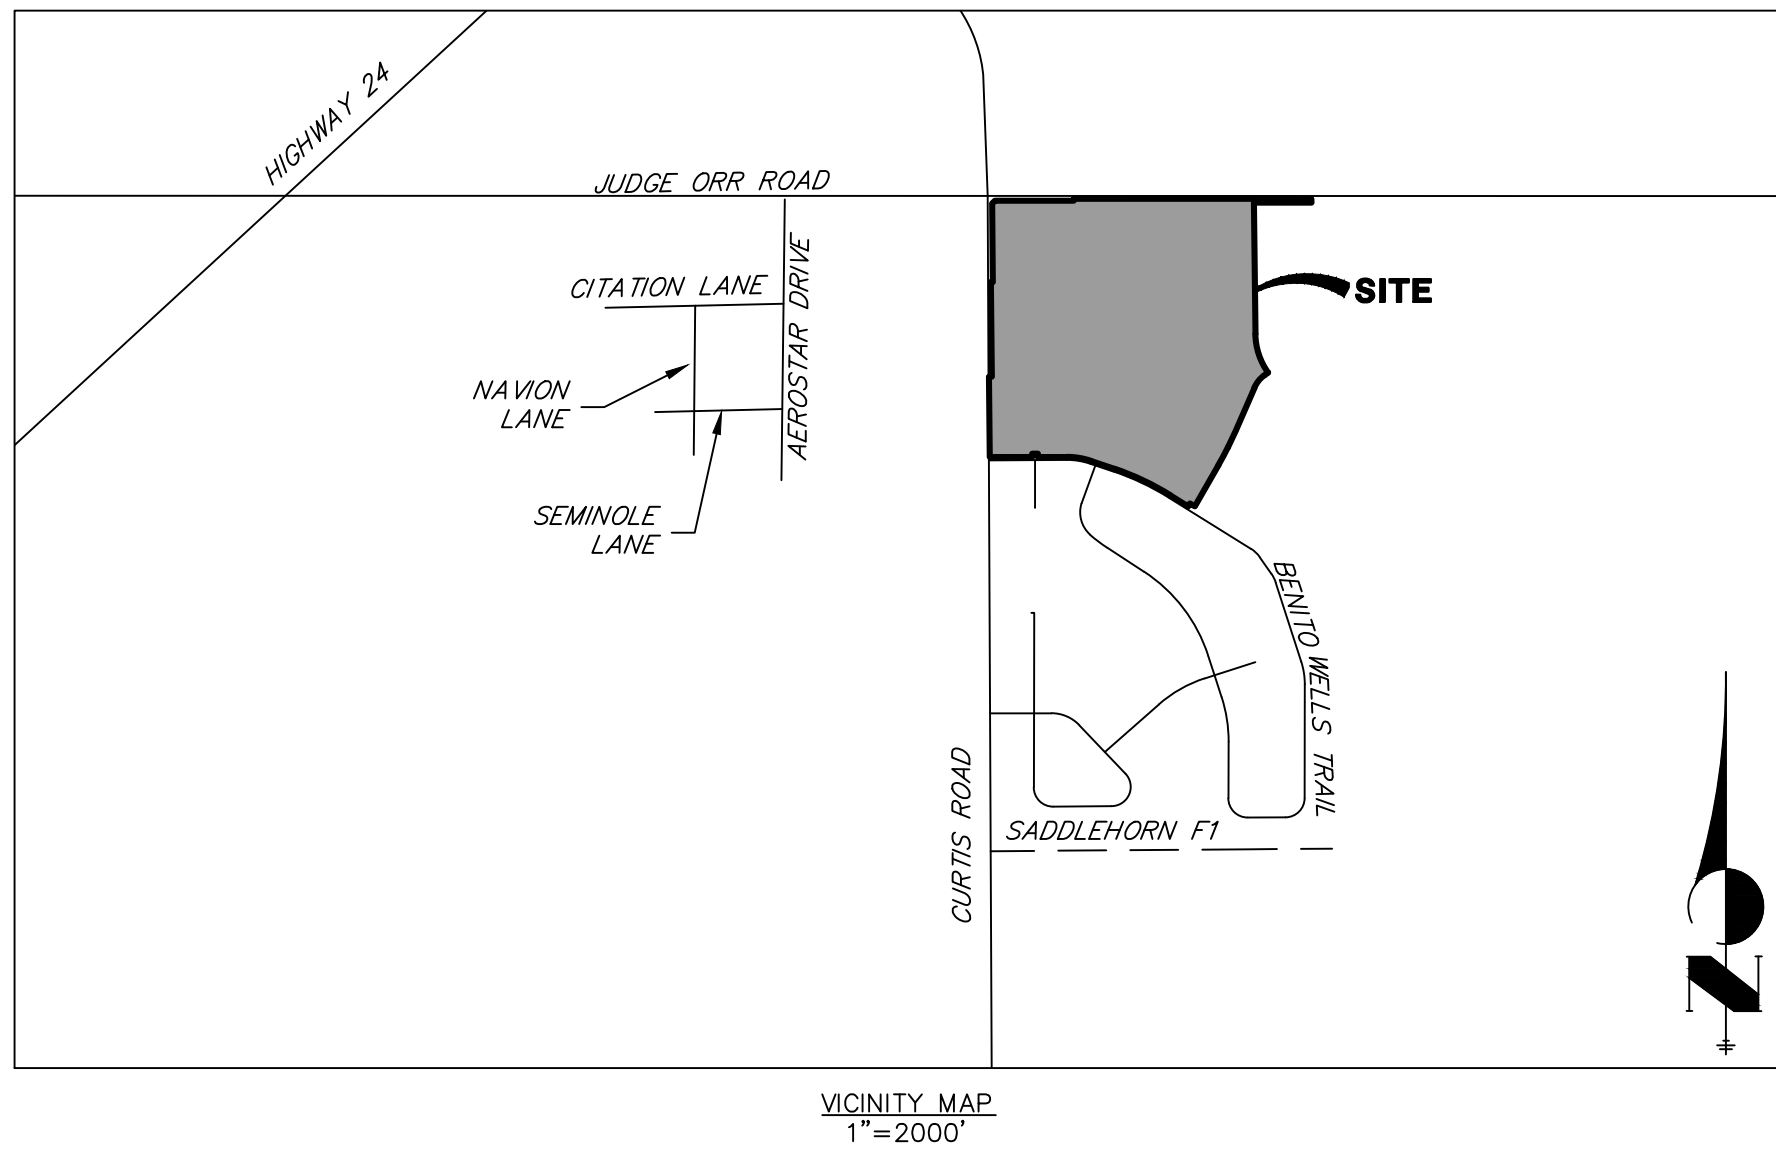 HIGHWAY 24
JUDGE ORR ROAD
CITATION LANE
AEROSTAR DRIVE
SITE
NAVION
LANE
SEMINOLE
LANE
BENITO WELLS TRAIL
CURTIS ROAD
SADDLEHORN F1
N
VICINITY MAP
1"=2000'